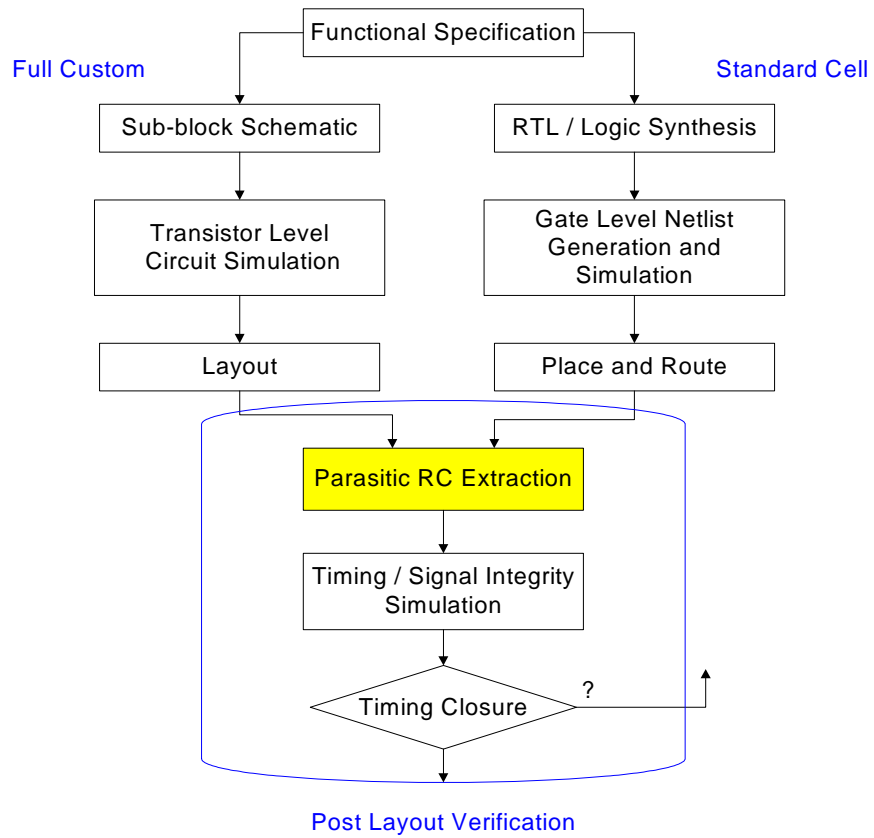 Functional Specification
Full Custom
Standard Cell
Sub-block Schematic
RTL / Logic Synthesis
Transistor Level
Circuit Simulation
Gate Level Netlist
Generation and
Simulation
Layout
Place and Route
Parasitic RC Extraction
Timing / Signal Integrity
Simulation
?
Timing Closure
Post Layout Verification